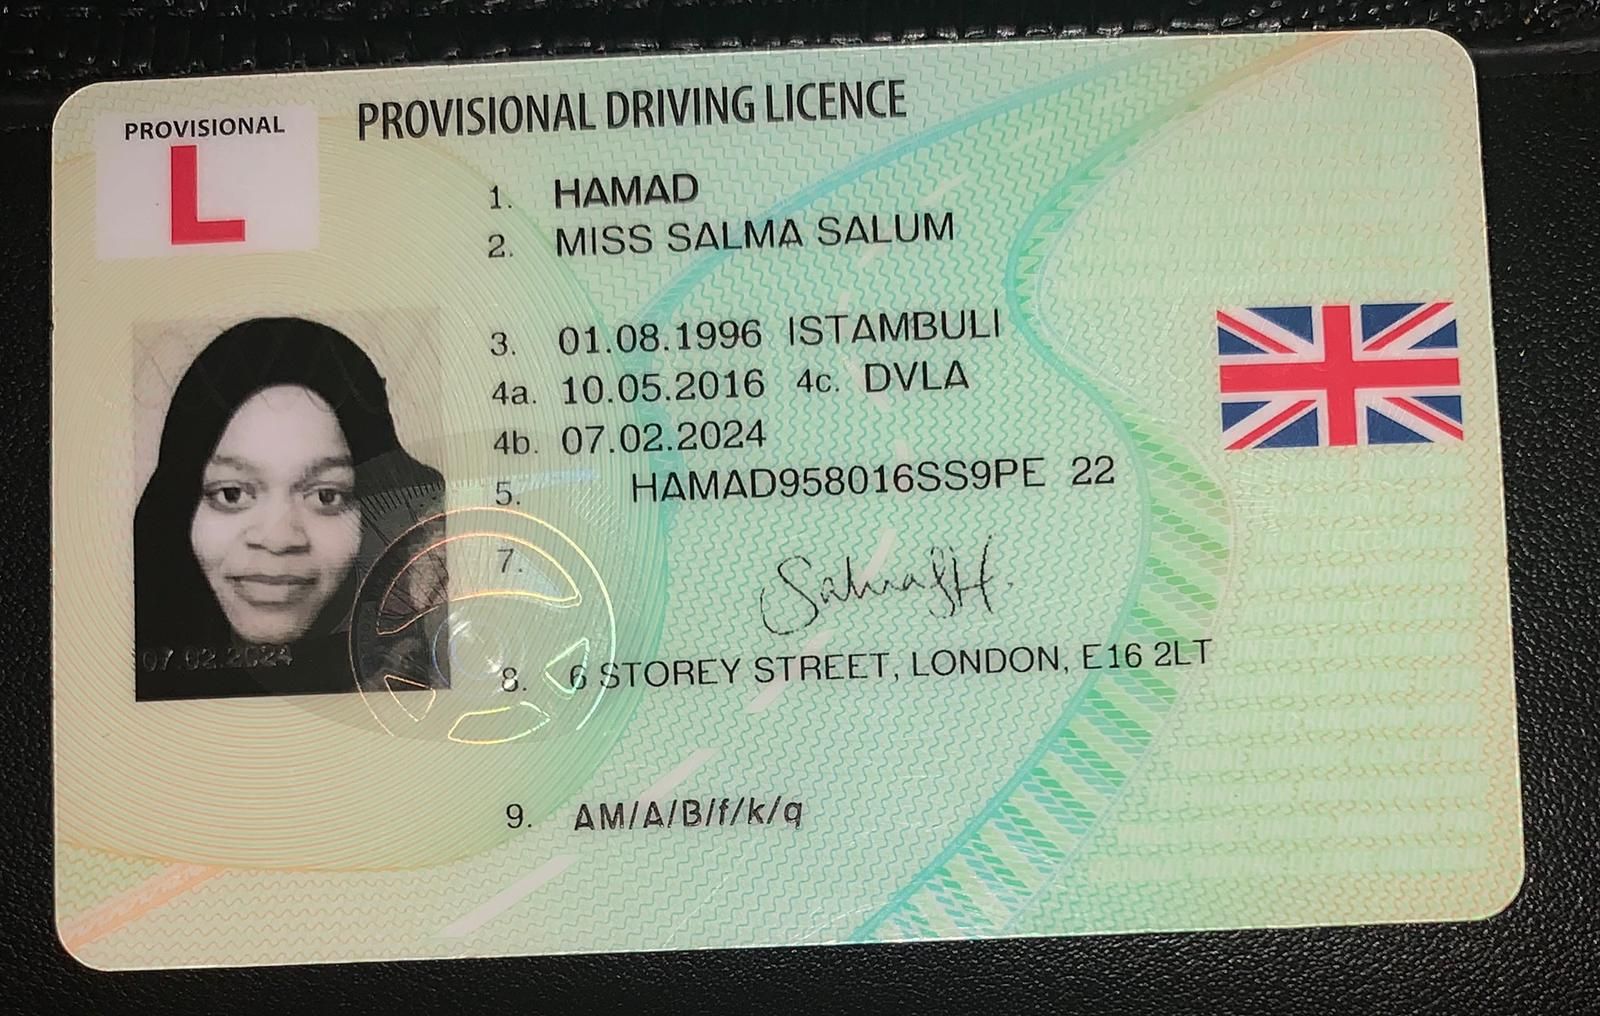 PROVISIONAL
L
PROVISIONAL DRIVING LICENCE
1. HAMAD
2. MISS SALMA SALUM
3. 01.08.1996 ISTAMBULI
4a. 10.05.2016 4c. DVLA
4b. 07.02.2024
5. HAMAD958016SS9PE 22
7.
07.02.2024
8. 6 STOREY STREET, LONDON, E16 2LT
9. AM/A/B/f/k/q